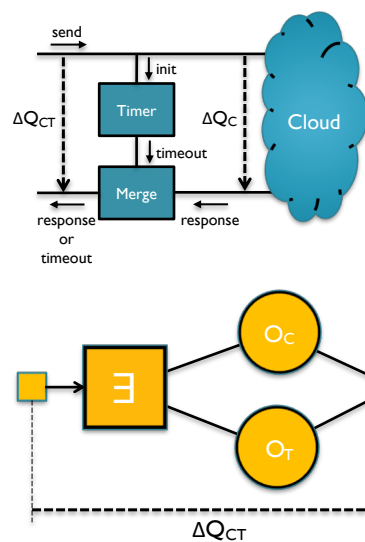 send
init
ΔQCT
Timer
ΔQC
Cloud
timeout
Merge
response
or
timeout
response
∃
OC
OT
ΔQCT